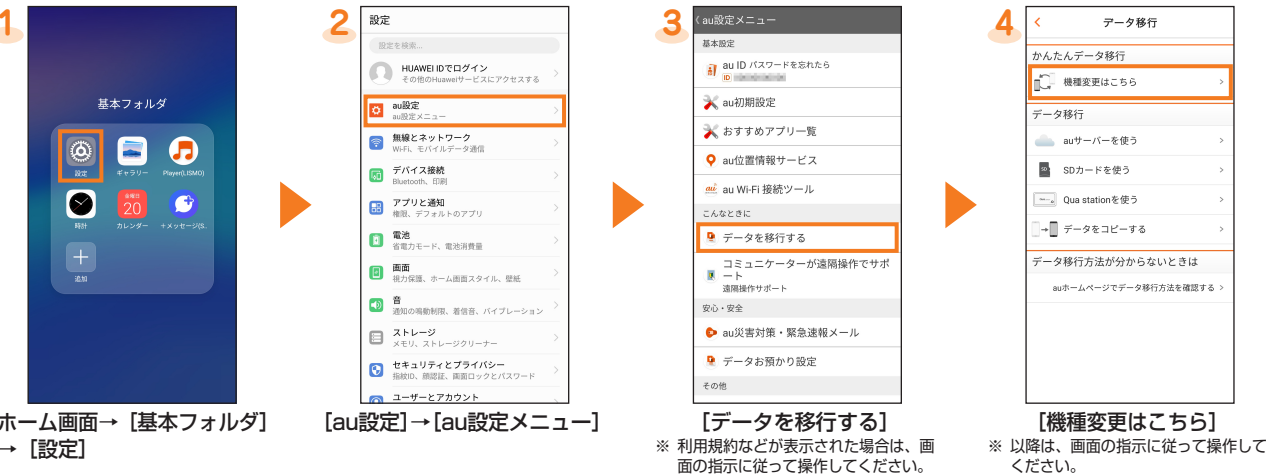 1
基本フォルダ
設定
ギャラリー
Player(LISMO)
時計
金曜日
20
カレンダー
+メッセージ(S..
追加
ホーム画面→[基本フォルダ]
→[設定]
2
設定
設定を検索...
HUAWEI IDでログイン
その他のHuaweiサービスにアクセスする
au設定
au設定メニュー
無線とネットワーク
Wi-Fi、モバイルデータ通信
デバイス接続
Bluetooth、印刷
アプリと通知
権限、デフォルトのアプリ
電池
省電力モード、電池消費量
画面
視力保護、ホーム画面スタイル、壁紙
音
通知の鳴動制限、着信音、バイブレーション
ストレージ
メモリ、ストレージクリーナー
セキュリティとプライバシー
指紋ID、顔認証、画面ロックとパスワード
ユーザーとアカウント
[au設定]→[au設定メニュー]
3
au設定メニュー
基本設定
au ID パスワードを忘れたら
ID
au初期設定
おすすめアプリ一覧
au位置情報サービス
au Wi-Fi 接続ツール
こんなときに
データを移行する
コミュニケーターが遠隔操作でサポ
ート
遠隔操作サポート
安心・安全
au災害対策・緊急速報メール
データお預かり設定
その他
[データを移行する]
※ 利用規約などが表示された場合は、画
面の指示に従って操作してください。
4
データ移行
かんたんデータ移行
機種変更はこちら
データ移行
auサーバーを使う
SDカードを使う
Qua stationを使う
データをコピーする
データ移行方法が分からないときは
auホームページでデータ移行方法を確認する
[機種変更はこちら]
※ 以降は、画面の指示に従って操作して
ください。